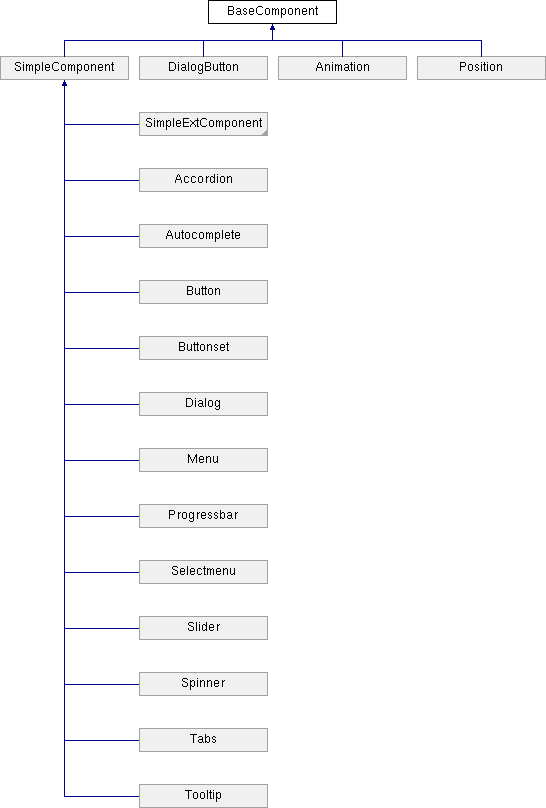 BaseComponent
SimpleComponent
DialogButton
Animation
Position
SimpleExtComponent
Accordion
Autocomplete
Button
Buttonset
Dialog
Menu
Progressbar
Selectmenu
Slider
Spinner
Tabs
Tooltip